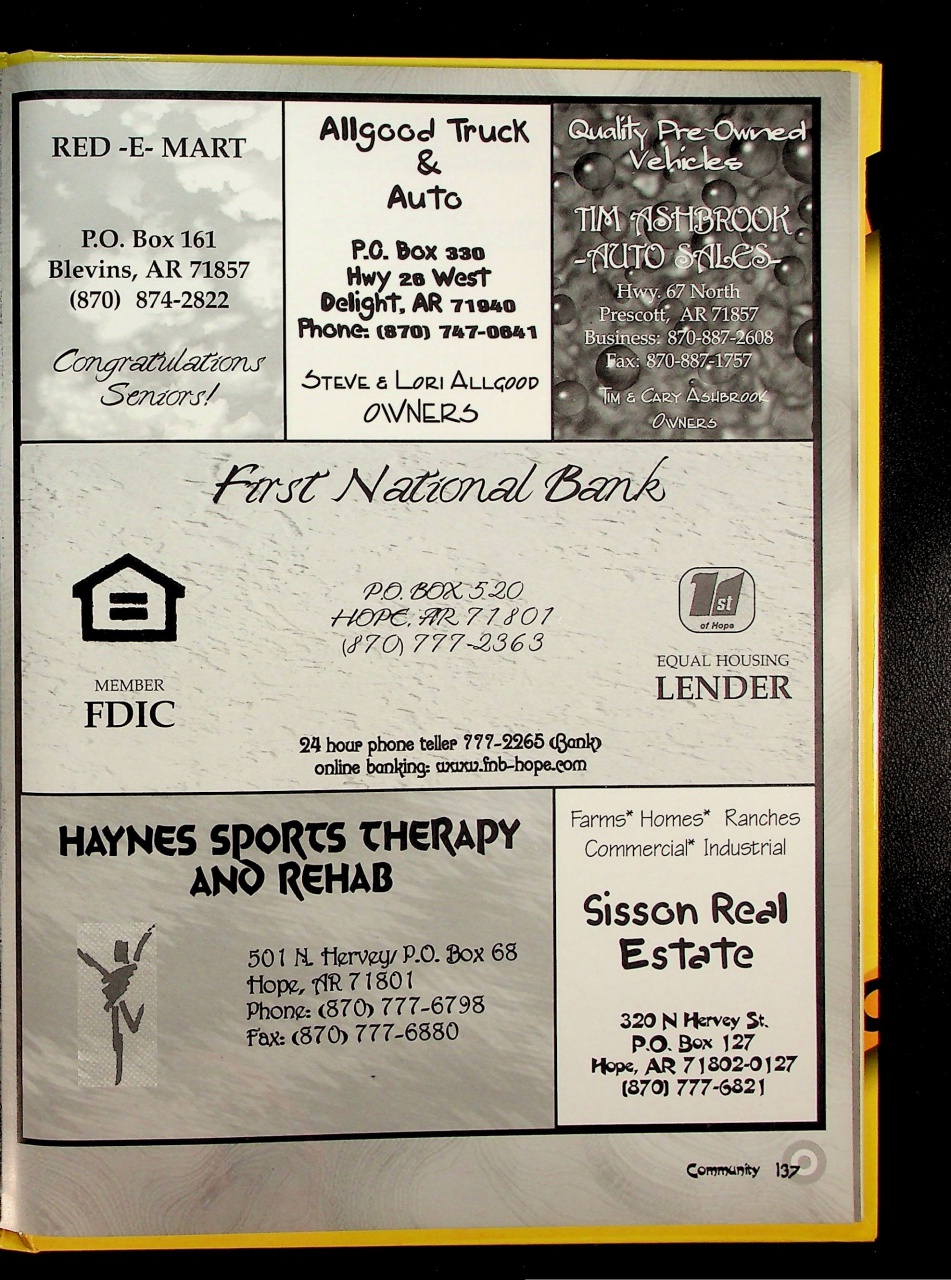 RED -E- MART
P.O. Box 161
Blevins, AR 71857
(870) 874-2822
Congratulations
Seniors!
Allgood Truck
&
Auto
P.O. Box 330
Hwy 26 West
Delight, AR 71940
Phone: (870) 747-0641
STEVE & LORI ALLGOOD
OWNERS
Quality Pre-Owned
Vehicles
TIM ASHBROOK
-AUTO SALES-
Hwy. 67 North
Prescott, AR 71857
Business: 870-887-2608
Fax: 870-887-1757
TIM & CARY ASHBROOK
OWNERS
First National Bank
P.O. BOX 520
HOPE, AR 71801
(870) 777-2363
MEMBER
FDIC
1st
of Hope
EQUAL HOUSING
LENDER
24 hour phone teller 777-2265 (Bank)
online banking: www.fnb-hope.com
HAYNES SPORTS THERAPY
AND REHAB
501 N. Hervey/ P.O. Box 68
Hope, AR 71801
Phone: (870) 777-6798
Fax: (870) 777-6880
Farms* Homes* Ranches
Commercial* Industrial
Sisson Real
Estate
320 N Hervey St.
P.O. Box 127
Hope, AR 71802-0127
(870) 777-6821
Community 137